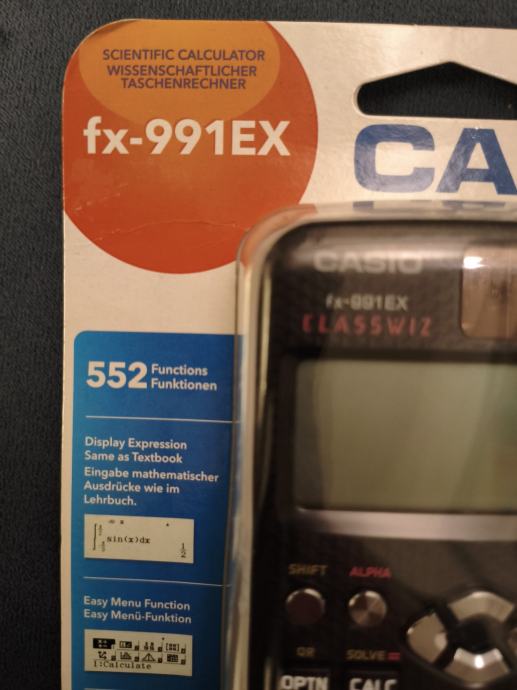 SCIENTIFIC CALCULATOR
WISSENSCHAFTLICHER
TASCHENRECHNER
fx-991EX
CA
CASIO
fx-991EX
CLASSWIZ
552 Functions
Funktionen
Display Expression
Same as Textbook
Eingabe mathematischer
Ausdrücke wie im
Lehrbuch.
sin(x)dx
Easy Menu Function
Easy Menü-Funktion
1:Calculate
SHIFT ALPHA
QR SOLVE =
OPTN CALC